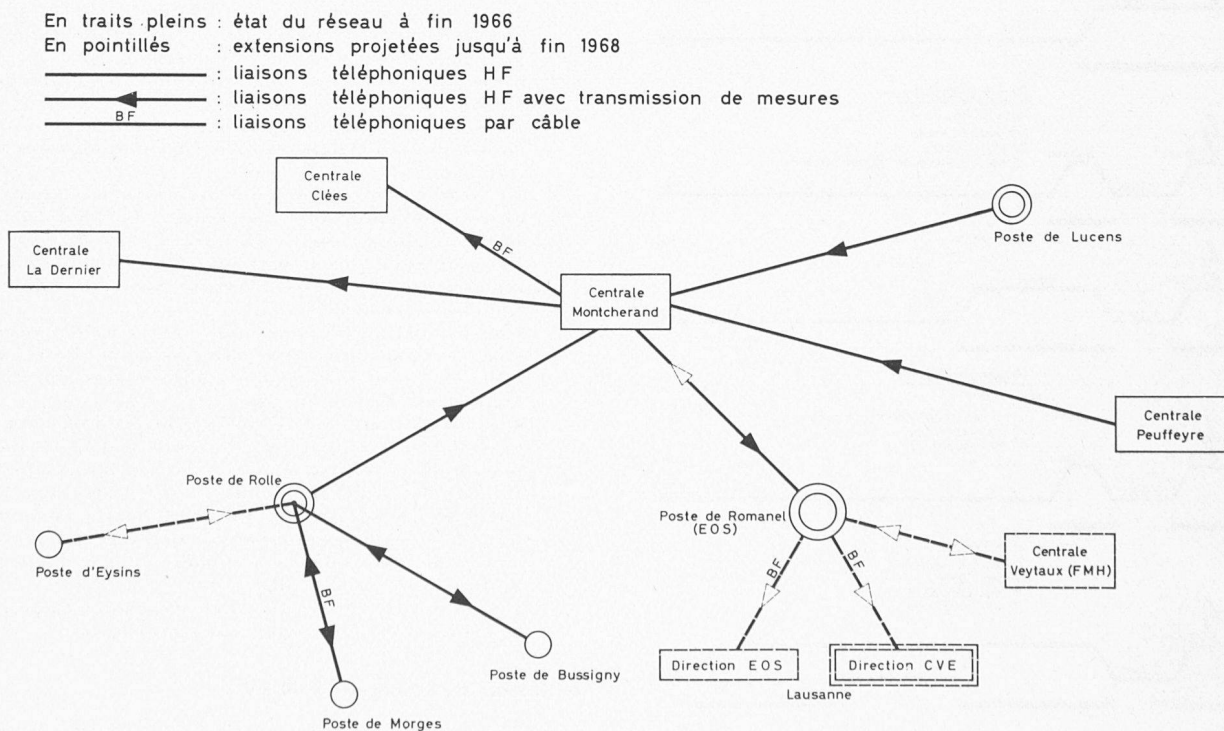 En traits pleins : état du réseau à fin 1966
En pointillés : extensions projetées jusqu'à fin 1968
: liaisons téléphoniques HF
: liaisons téléphoniques HF avec transmission de mesures
BF
: liaisons téléphoniques par câble
Centrale
Clées
Poste de Lucens
Centrale
La Dernier
BF
Centrale
Montcherand
Centrale
Peuffeyre
Poste de Rolle
Poste de Romanel
(EOS)
Centrale
Veytaux (FMH)
Poste d'Eysins
BF
BF
BF
Poste de Bussigny
Direction EOS
Direction CVE
Lausanne
Poste de Morges